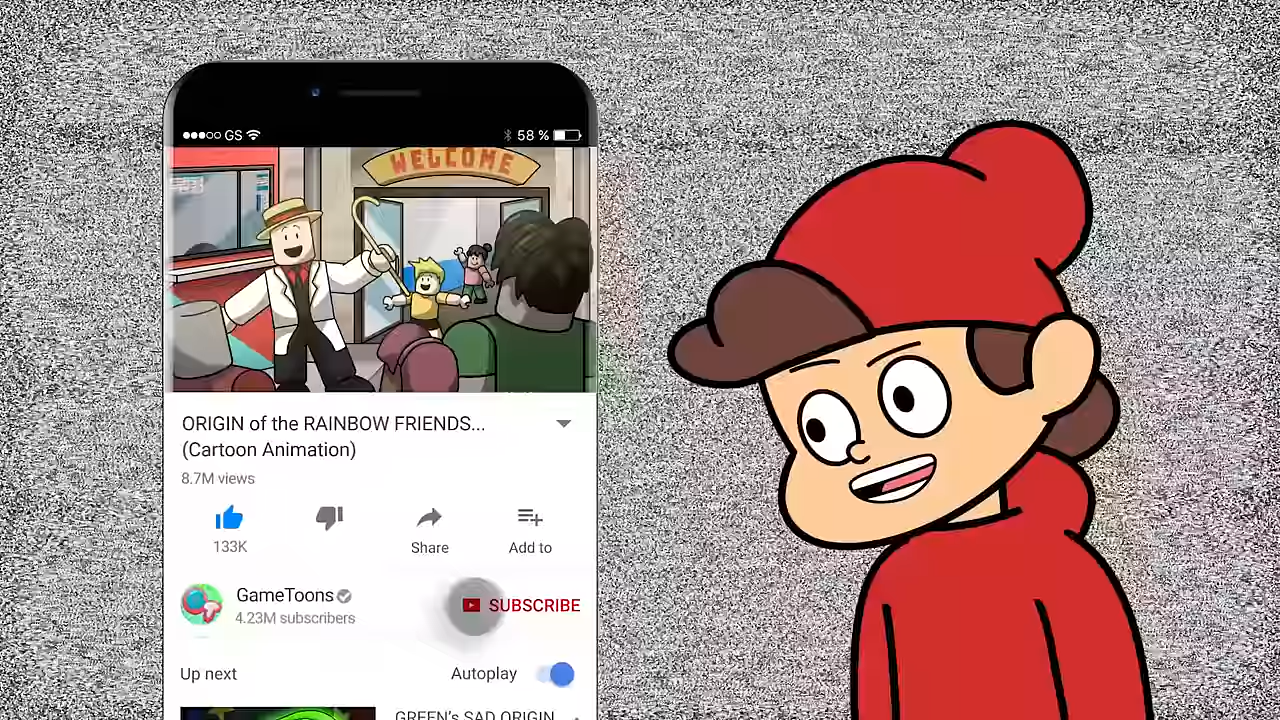 GS 58 %
WELCOME
ORIGIN of the RAINBOW FRIENDS...
(Cartoon Animation)
8.7M views
133K
Share
Add to
GameToons
4.23M subscribers
SUBSCRIBE
Up next
Autoplay
GREEN's SAD ORIGIN